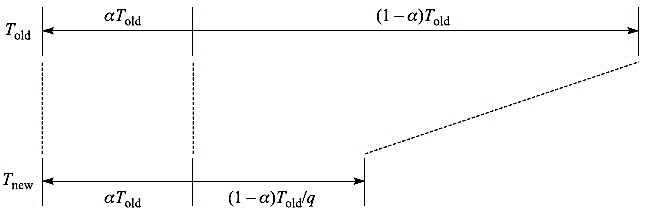 T_old αT_old (1−α)T_old
T_new αT_old (1−α)T_old/q